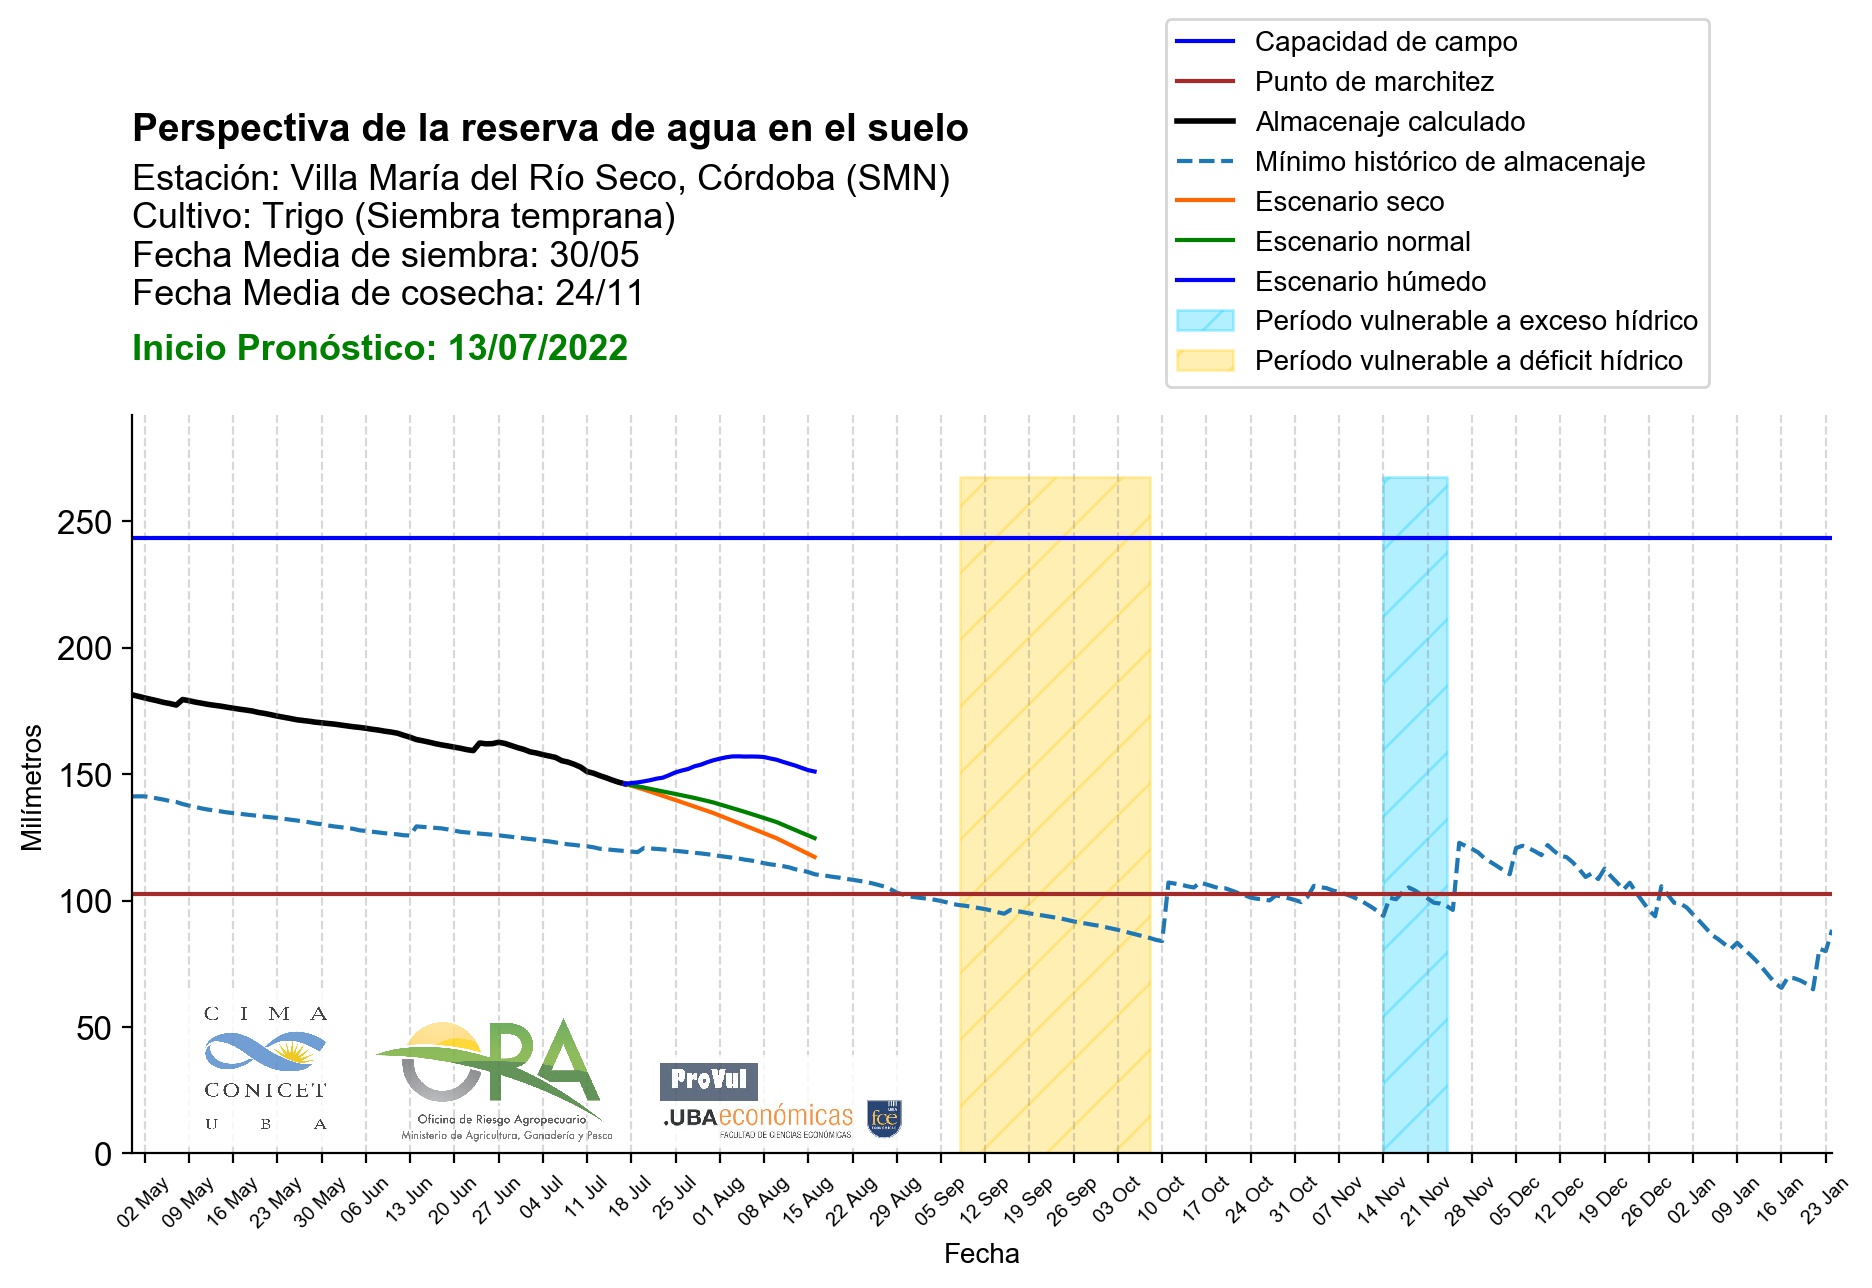 Capacidad de campo
Punto de marchitez
Almacenaje calculado
Mínimo histórico de almacenaje
Escenario seco
Escenario normal
Escenario húmedo
Período vulnerable a exceso hídrico
Período vulnerable a déficit hídrico
Perspectiva de la reserva de agua en el suelo
Estación: Villa María del Río Seco, Córdoba (SMN)
Cultivo: Trigo (Siembra temprana)
Fecha Media de siembra: 30/05
Fecha Media de cosecha: 24/11
Inicio Pronóstico: 13/07/2022
Milímetros
250
200
150
100
50
0
CIMA
CONICET
UBA
ORA
Oficina de Riesgo Agropecuario
Ministerio de Agricultura, Ganadería y Pesca
ProVul
.UBAeconómicas
FACULTAD DE CIENCIAS ECONÓMICAS
fce
02 May
09 May
16 May
23 May
30 May
06 Jun
13 Jun
20 Jun
27 Jun
04 Jul
11 Jul
18 Jul
25 Jul
01 Aug
08 Aug
15 Aug
22 Aug
29 Aug
05 Sep
12 Sep
19 Sep
26 Sep
03 Oct
10 Oct
17 Oct
24 Oct
31 Oct
07 Nov
14 Nov
21 Nov
28 Nov
05 Dec
12 Dec
19 Dec
26 Dec
02 Jan
09 Jan
16 Jan
23 Jan
Fecha